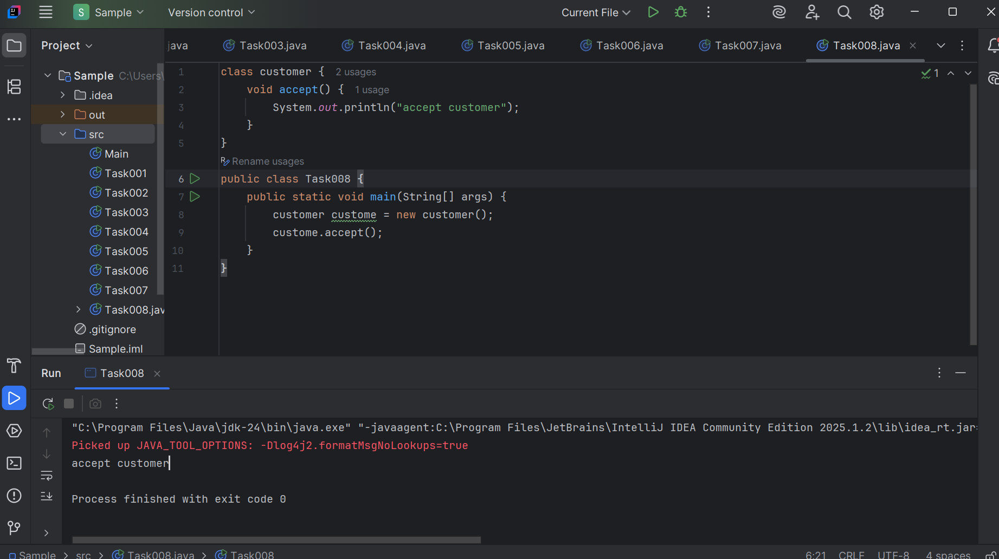 S Sample Version control Current File
Project
.java Task003.java Task004.java Task005.java Task006.java Task007.java Task008.java
Sample C:\Users\
.idea
out
src
Main
Task001
Task002
Task003
Task004
Task005
Task006
Task007
Task008.jav
.gitignore
Sample.iml
1 class customer { 2 usages
2 void accept() { 1 usage
3 System.out.println("accept customer");
4 }
5 }
Rename usages
6 public class Task008 {
7 public static void main(String[] args) {
8 customer custome = new customer();
9 custome.accept();
10 }
11 }
1
Run Task008
"C:\Program Files\Java\jdk-24\bin\java.exe" "-javaagent:C:\Program Files\JetBrains\IntelliJ IDEA Community Edition 2025.1.2\lib\idea_rt.jar=
Picked up JAVA_TOOL_OPTIONS: -Dlog4j2.formatMsgNoLookups=true
accept customer
Process finished with exit code 0
Sample > src > Task008.java > Task008 6:21 CRLF UTF-8 4 spaces